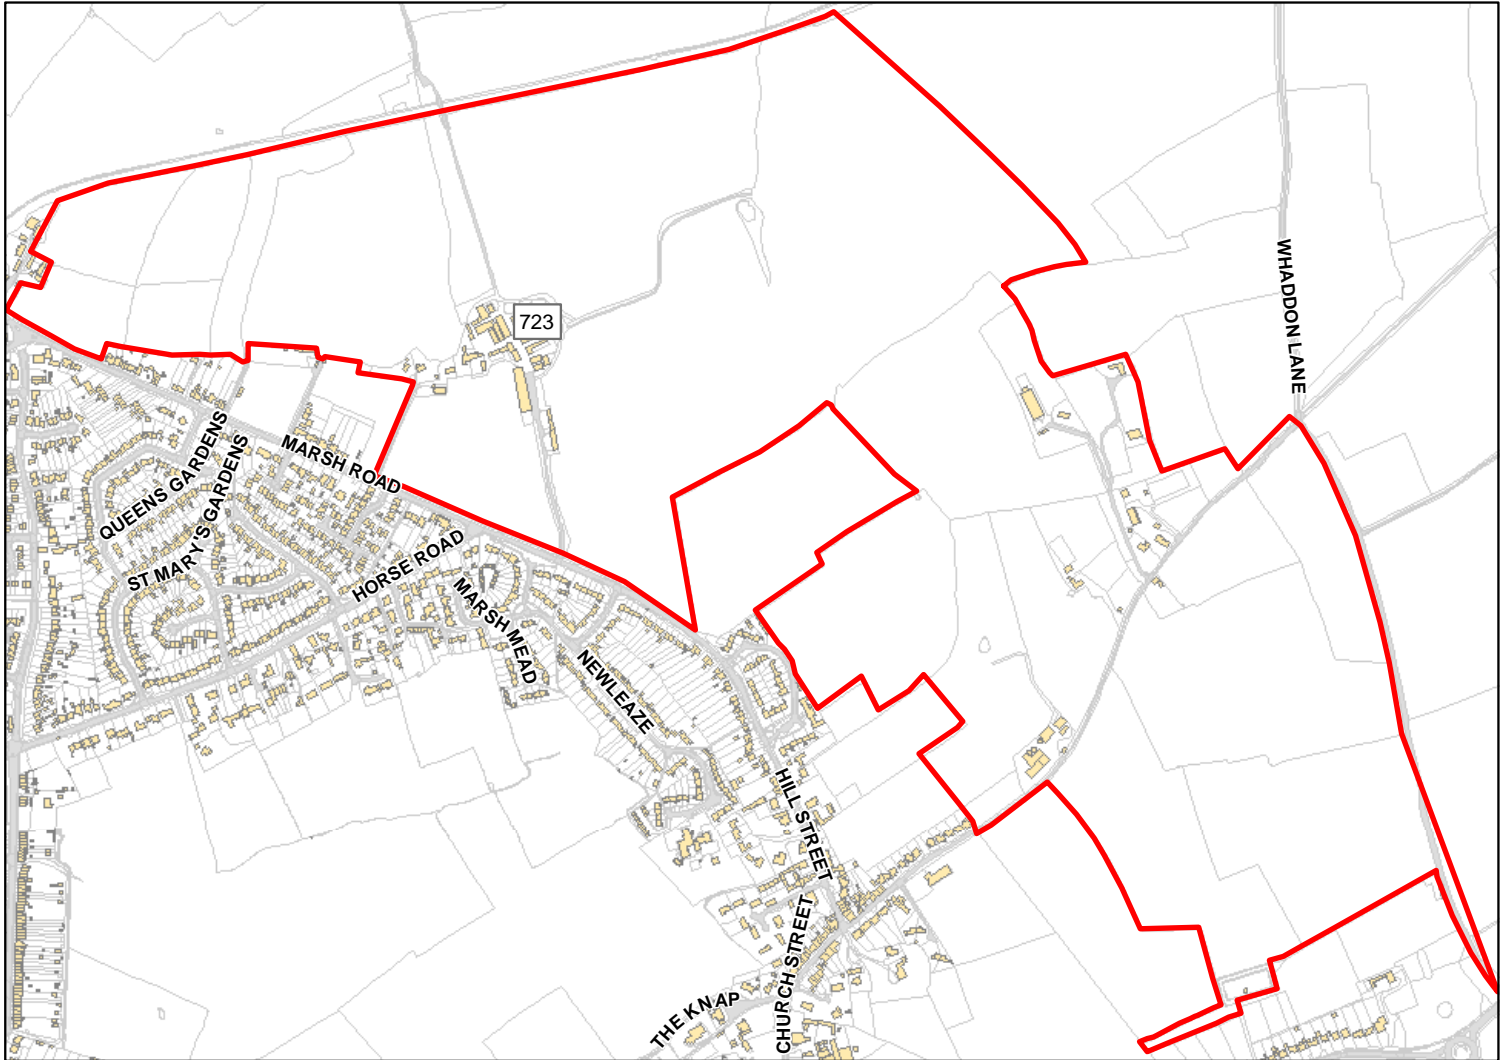 WHADDON LANE
723
QUEENS GARDENS
ST MARY'S GARDENS
MARSH ROAD
HORSE ROAD
MARSH MEAD
NEWLEAZE
HILL STREET
CHURCH STREET
THE KNAP